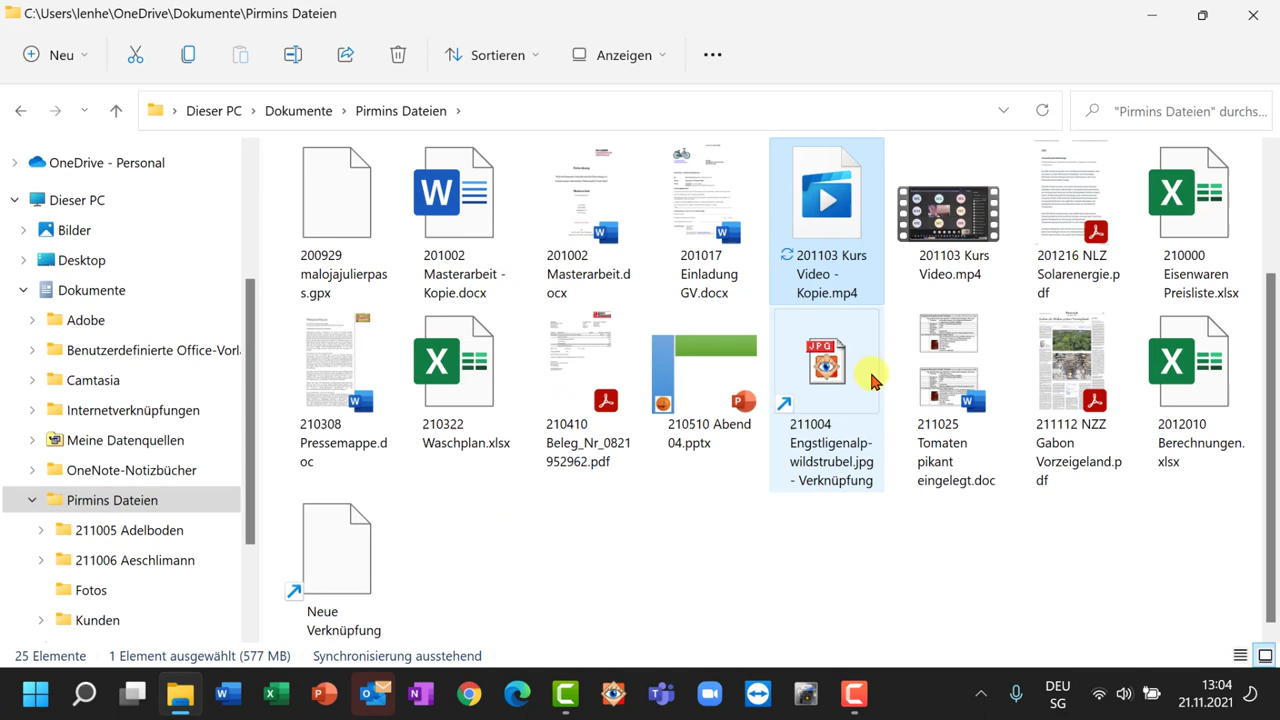 C:\Users\lenhe\OneDrive\Dokumente\Pirmins Dateien
Neu
Sortieren
Anzeigen
Dieser PC
Dokumente
Pirmins Dateien
"Pirmins Dateien" durchs...
OneDrive - Personal
Dieser PC
Bilder
Desktop
Dokumente
Adobe
Benutzerdefinierte Office-Vorl
Camtasia
Internetverknüpfungen
Meine Datenquellen
OneNote-Notizbücher
Pirmins Dateien
211005 Adelboden
211006 Aeschlimann
Fotos
Kunden
200929
malojajulierpas
s.gpx
201002
Masterarbeit -
Kopie.docx
201002
Masterarbeit.d
ocx
201017
Einladung
GV.docx
201103 Kurs
Video -
Kopie.mp4
201103 Kurs
Video.mp4
201216 NLZ
Solarenergie.p
df
210000
Eisenwaren
Preisliste.xlsx
210308
Pressemappe.d
oc
210322
Waschplan.xlsx
210410
Beleg_Nr_0821
952962.pdf
210510 Abend
04.pptx
JPG
211004
Engstligenalp-
wildstrubel.jpg
- Verknüpfung
211025
Tomaten
pikant
eingelegt.doc
211112 NZZ
Gabon
Vorzeigeland.p
df
2012010
Berechnungen.
xlsx
Neue
Verknüpfung
25 Elemente
1 Element ausgewählt (577 MB)
Synchronisierung ausstehend
DEU
SG
13:04
21.11.2021